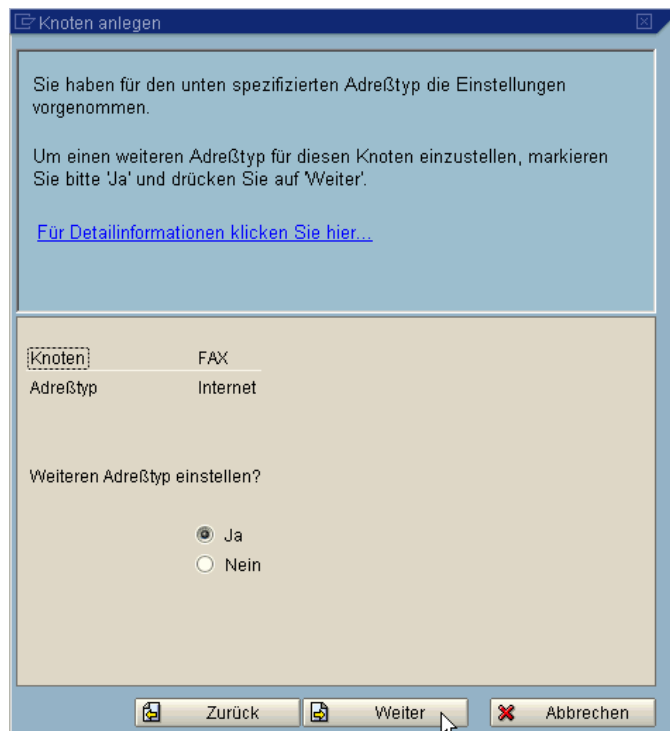 Knoten anlegen
Sie haben für den unten spezifizierten Adreßtyp die Einstellungen
vorgenommen.
Um einen weiteren Adreßtyp für diesen Knoten einzustellen, markieren
Sie bitte 'Ja' und drücken Sie auf 'Weiter'.
Für Detailinformationen klicken Sie hier...
Knoten FAX
Adreßtyp Internet
Weiteren Adreßtyp einstellen?
Ja
Nein
Zurück Weiter Abbrechen